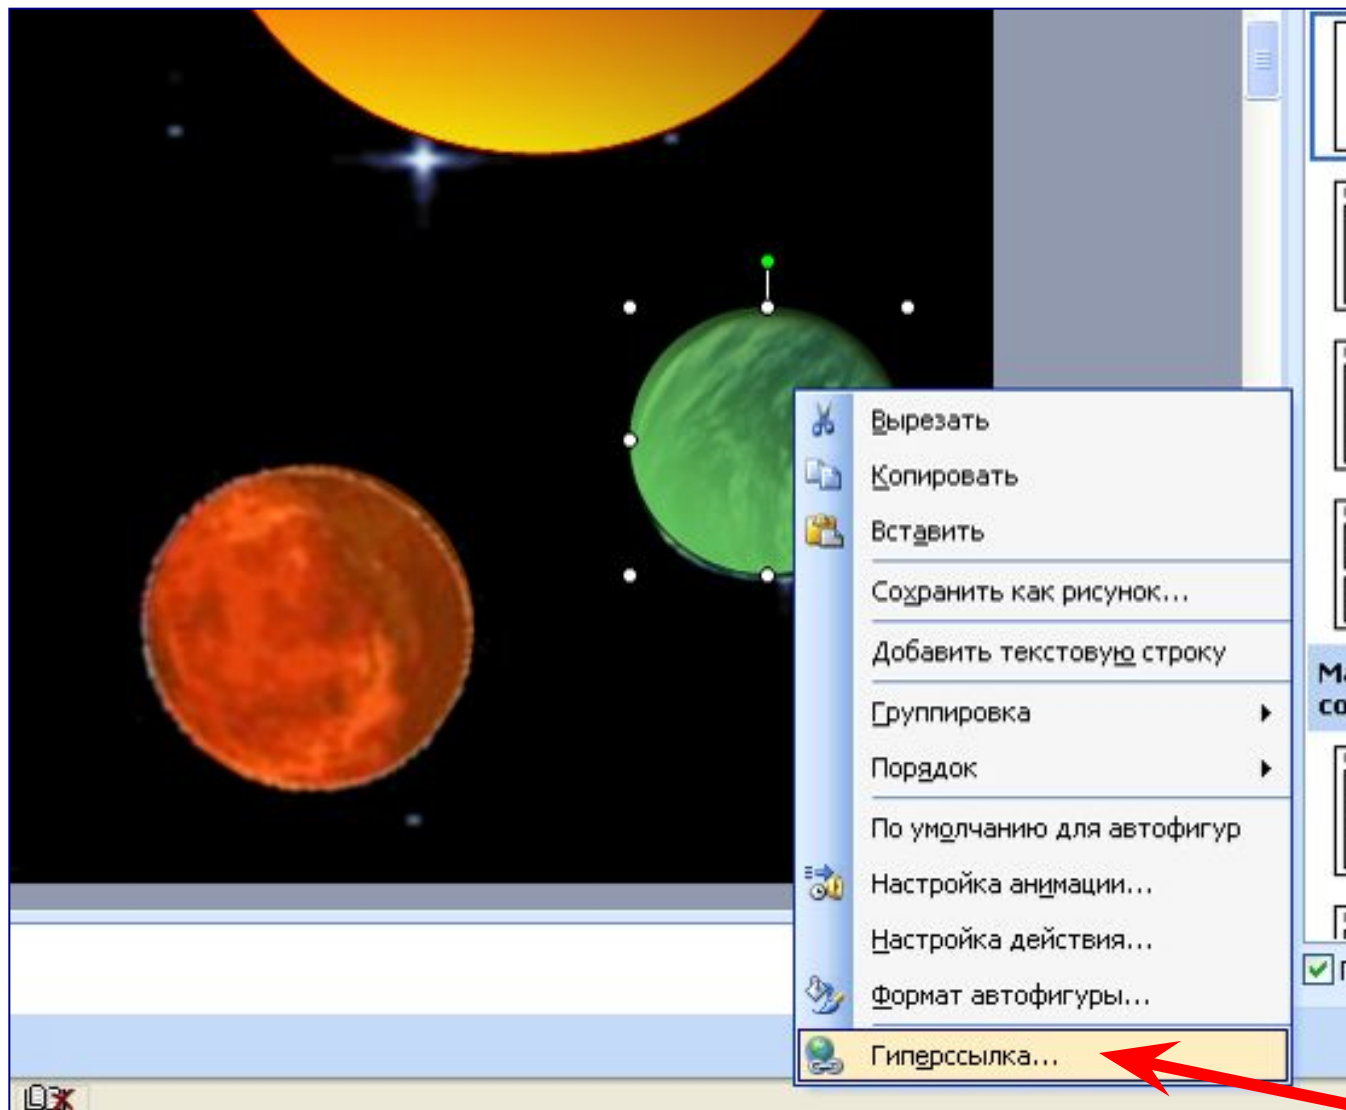 Вырезать
Копировать
Вставить
Сохранить как рисунок...
Добавить текстовую строку
Группировка
Порядок
По умолчанию для автофигур
Настройка анимации...
Настройка действия...
Формат автофигуры...
Гиперссылка...